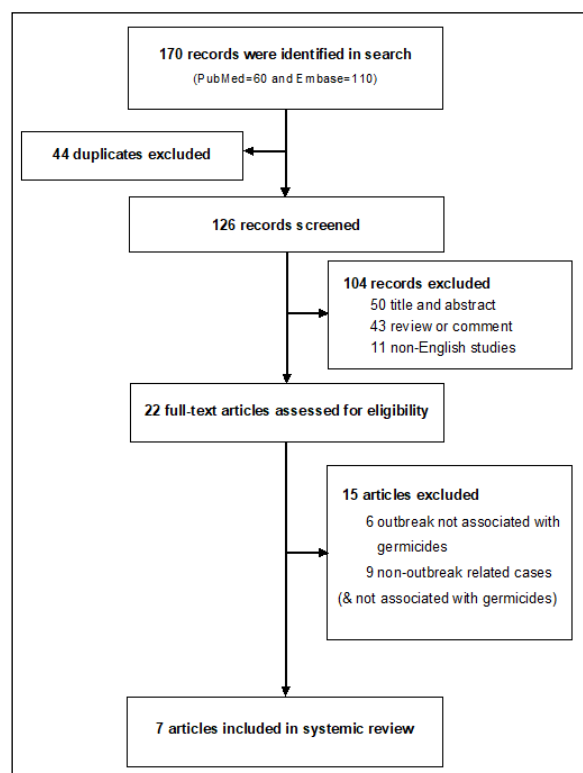 170 records were identified in search
(PubMed=60 and Embase=110)
44 duplicates excluded
126 records screened
104 records excluded
50 title and abstract
43 review or comment
11 non-English studies
22 full-text articles assessed for eligibility
15 articles excluded
6 outbreak not associated with
germicides
9 non-outbreak related cases
(& not associated with germicides)
7 articles included in systemic review